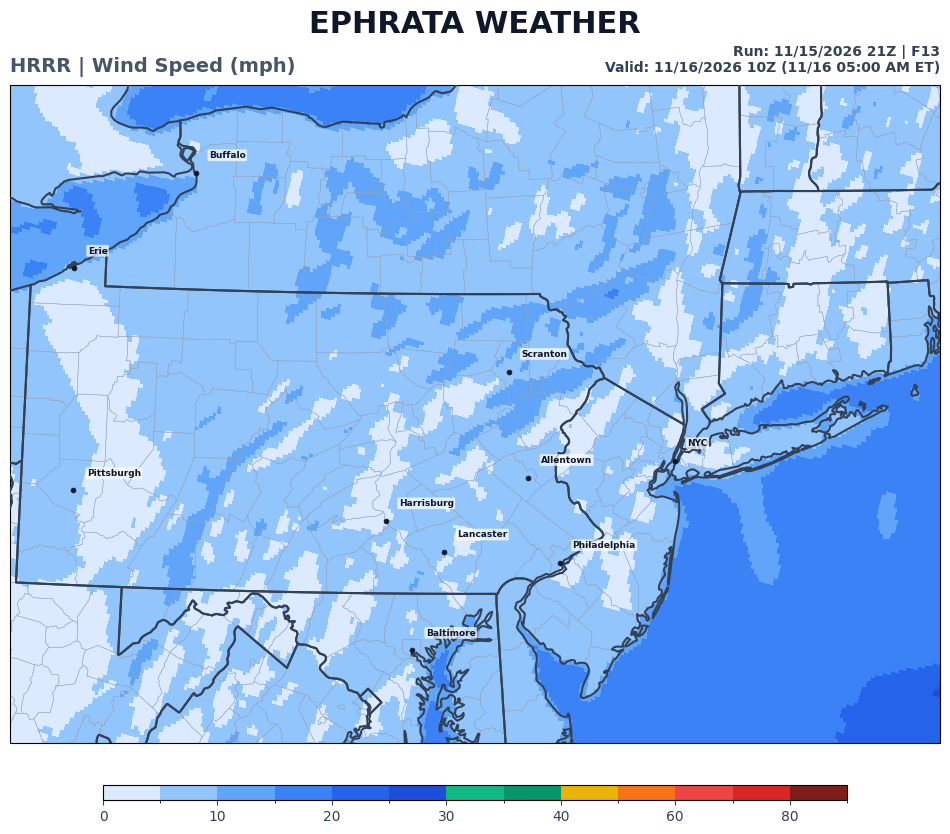 EPHRATA WEATHER
HRRR | Wind Speed (mph)
Run: 11/15/2026 21Z | F13
Valid: 11/16/2026 10Z (11/16 05:00 AM ET)
Buffalo
Erie
Scranton
NYC
Allentown
Pittsburgh
Harrisburg
Lancaster
Philadelphia
Baltimore
0 10 20 30 40 50 60 70 80